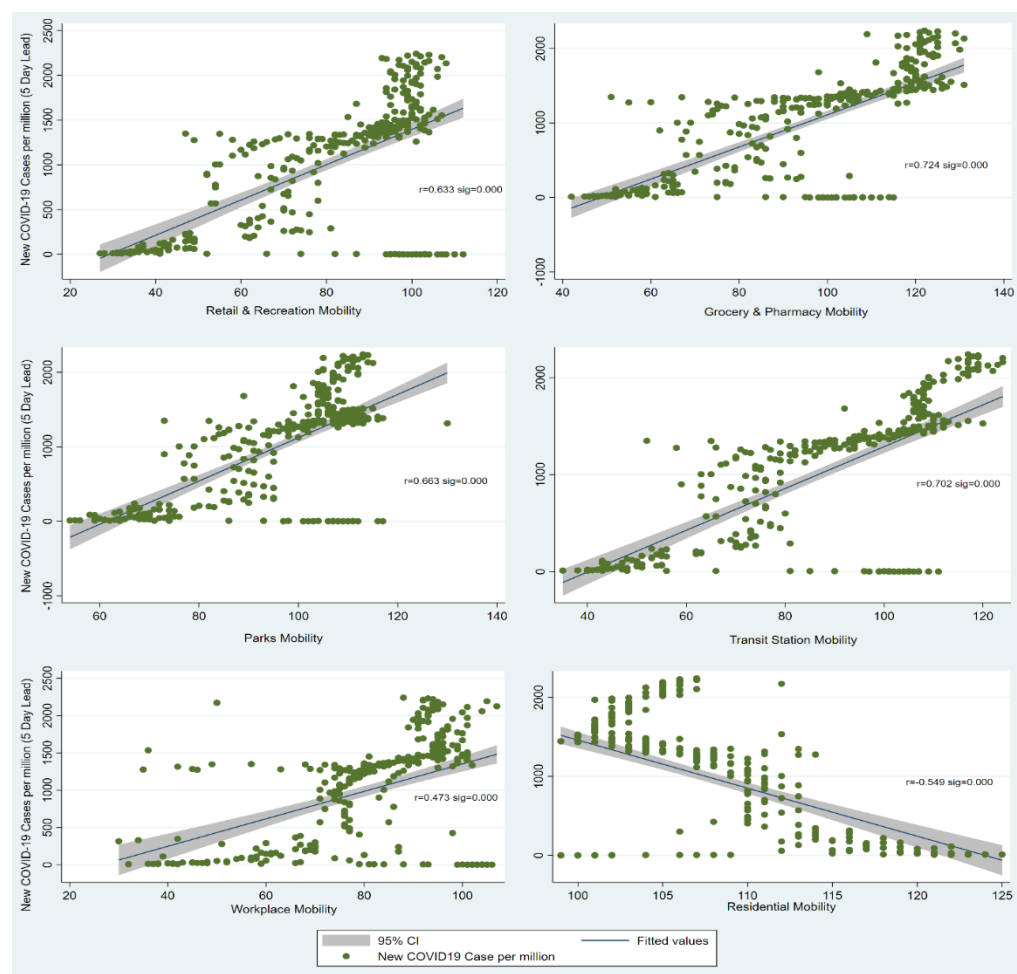 New COVID-19 Cases per million (5 Day Lead)
2500
2000
1500
1000
500
0
r=0.633 sig=0.000
20 40 60 80 100 120
Retail & Recreation Mobility
2000
1000
0
-1000
r=0.724 sig=0.000
40 60 80 100 120 140
Grocery & Pharmacy Mobility
New COVID-19 Cases per million (5 Day Lead)
2000
1000
0
-1000
r=0.663 sig=0.000
60 80 100 120 140
Parks Mobility
2000
1000
0
r=0.702 sig=0.000
40 60 80 100 120
Transit Station Mobility
New COVID-19 Cases per million (5 Day Lead)
2500
2000
1500
1000
500
0
r=0.473 sig=0.000
20 40 60 80 100
Workplace Mobility
2000
1000
0
r=-0.549 sig=0.000
100 105 110 115 120 125
Residential Mobility
95% CI Fitted values
New COVID19 Case per million